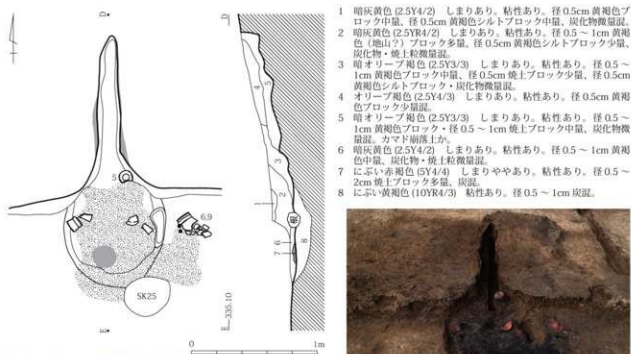 D
D
1 暗灰黄色 (2.5Y4/2) しまりあり。粘性あり。径 0.5cm 黄褐色ブ
ロック中量、径 0.5cm 黄褐色シルトブロック中量、炭化物微量混。
2 暗灰黄色 (2.5YR4/2) しまりあり。粘性あり。径 0.5 ~ 1cm 黄褐
色（地山？）ブロック多量、径 0.5cm 黄褐色シルトブロック少量、
炭化物・焼土粒微量混。
3 暗オリーブ褐色 (2.5Y3/3) しまりあり。粘性あり。径 0.5 ~
1cm 黄褐色ブロック中量、径 0.5cm 焼土ブロック少量、径 0.5cm
黄褐色シルトブロック・炭化物微量混。
4 オリーブ褐色 (2.5Y4/3) しまりあり。粘性あり。径 0.5cm 黄褐
色ブロック少量混。
5 暗オリーブ褐色 (2.5Y3/3) しまりあり。粘性あり。径 0.5 ~
1cm 黄褐色ブロック・径 0.5 ~ 1cm 焼土ブロック中量、炭化物微
量混。カマド崩落土か。
6 暗灰黄色 (2.5Y4/2) しまりあり。粘性あり。径 0.5 ~ 1cm 黄褐
色中量、炭化物・焼土粒微量混。
7 にぶい赤褐色 (5Y4/4) しまりややあり。粘性あり。径 0.5 ~
2cm 焼土ブロック多量、炭混。
8 にぶい黄褐色 (10YR4/3) 粘性あり。径 0.5 ~ 1cm 炭混。
5
6,9
SK25
E
4
5
3
2
1
6
7
8
335.10
E
0
1m